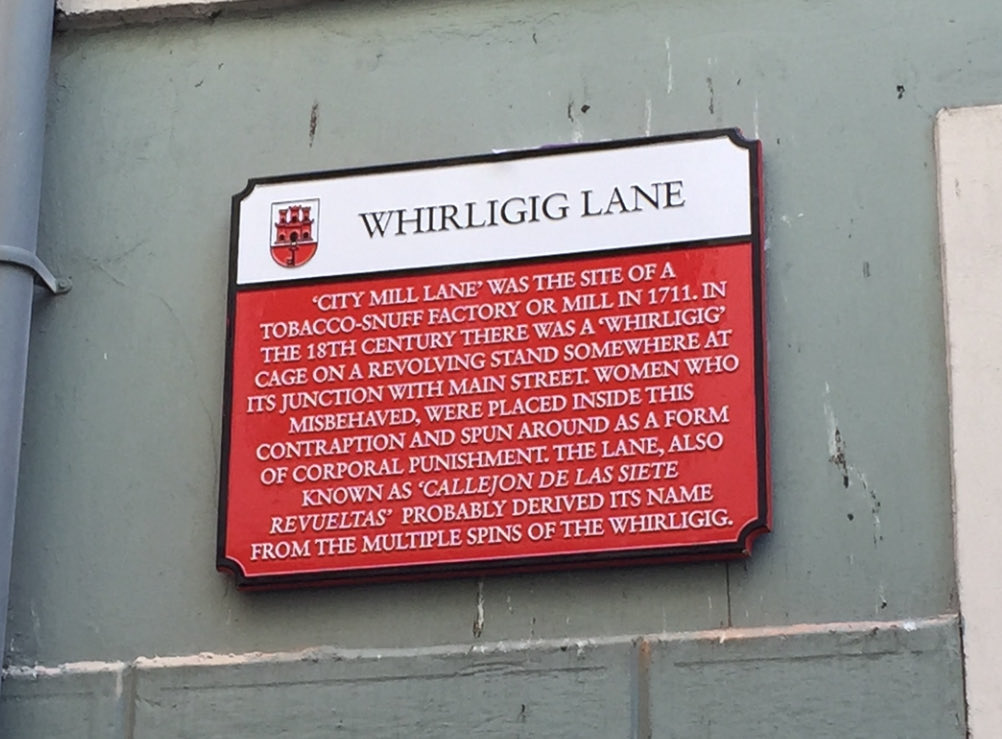 WHIRLIGIG LANE
‘CITY MILL LANE’ WAS THE SITE OF A
TOBACCO-SNUFF FACTORY OR MILL IN 1711. IN
THE 18TH CENTURY THERE WAS A ‘WHIRLIGIG’
CAGE ON A REVOLVING STAND SOMEWHERE AT
ITS JUNCTION WITH MAIN STREET. WOMEN WHO
MISBEHAVED, WERE PLACED INSIDE THIS
CONTRAPTION AND SPUN AROUND AS A FORM
OF CORPORAL PUNISHMENT. THE LANE, ALSO
KNOWN AS ‘CALLEJON DE LAS SIETE
REVUELTAS’ PROBABLY DERIVED ITS NAME
FROM THE MULTIPLE SPINS OF THE WHIRLIGIG.